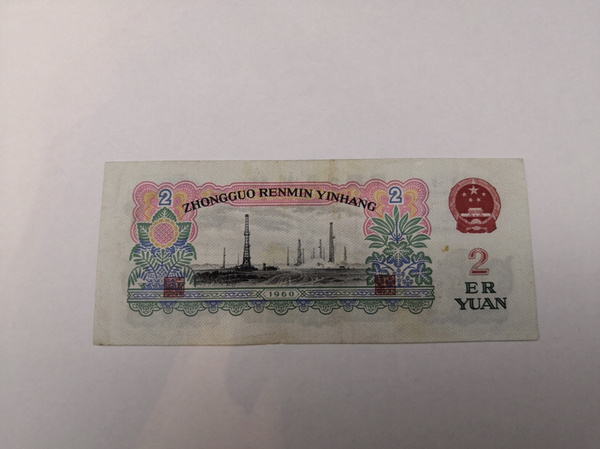 2
2
ZHONGGUO RENMIN YINHANG
1960
2
ER
YUAN